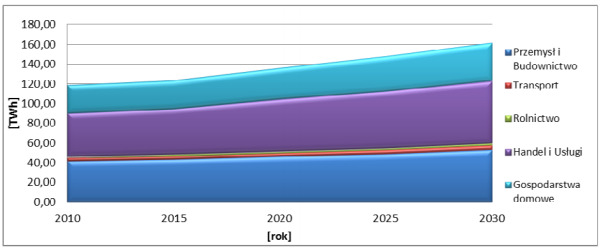 180,00
160,00
140,00
120,00
100,00
80,00
60,00
40,00
20,00
0,00
[TWh]
2010 2015 2020 2025 2030
[rok]
Przemysł i
Budownictwo
Transport
Rolnictwo
Handel i Usługi
Gospodarstwa
domowe